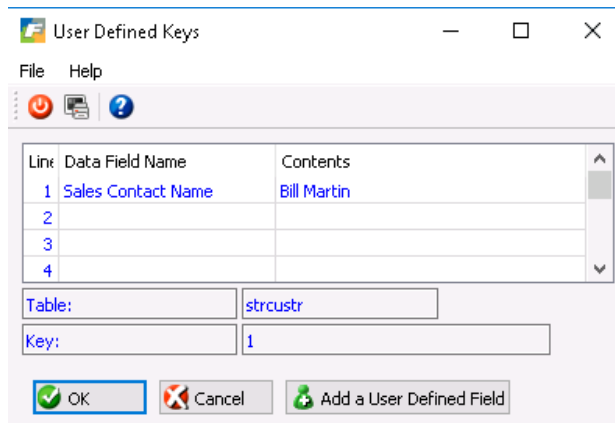 User Defined Keys
File Help
Line Data Field Name Contents
1 Sales Contact Name Bill Martin
2
3
4
Table: strcustr
Key: 1
OK Cancel Add a User Defined Field